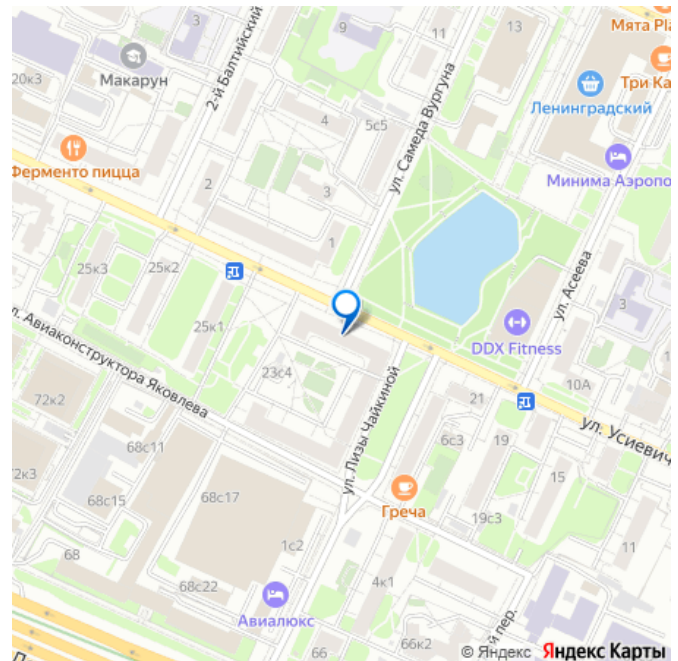 3
11
13
Мята Pla
9
20к3
Макарун
2-й Балтийский
Три Ка
Ленинградский
4
5с5
ул. Самеда Вургуна
Ферменто пицца
2
3
Минима Аэропо
1
ул. Асеева
25к3
25к2
3
25к1
DDX Fitness
л. Авиаконструктора Яковлева
23с4
10А
72к2
21
ул. Усиевич
68с11
ул. Лизы Чайкиной
6с3
19
72к3
15
68с15
68с17
Греча
19с3
1с2
11
68
68с22
4к1
Авиалюкс
й пер.
66
66к2
© Яндекс Яндекс Карты